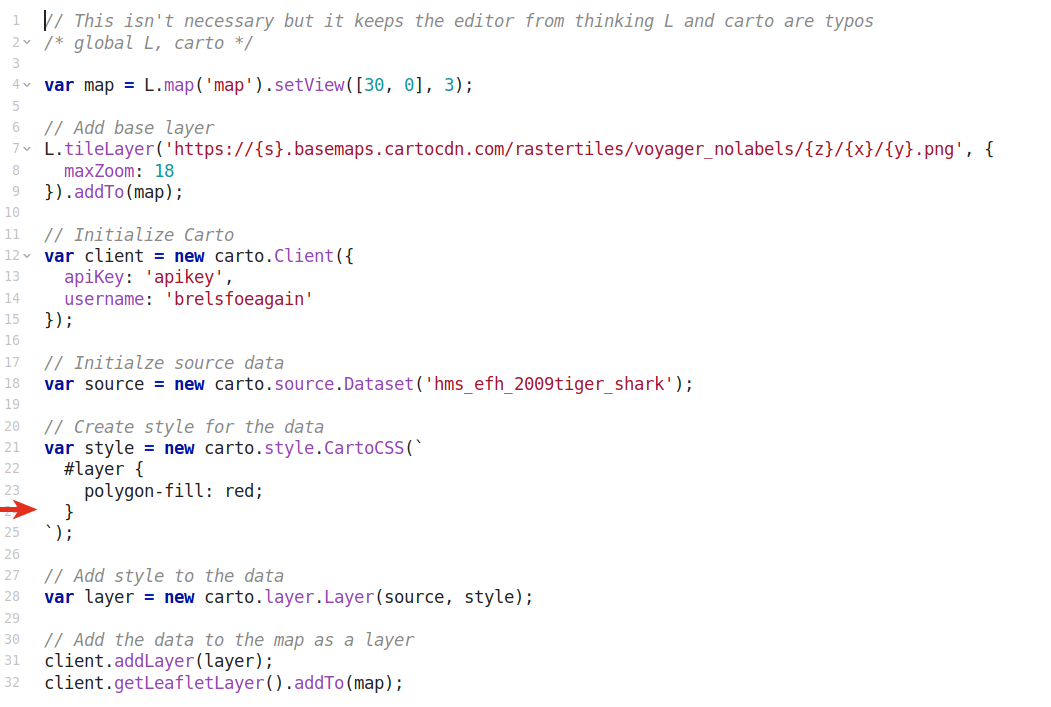 1 // This isn't necessary but it keeps the editor from thinking L and carto are typos
2 /* global L, carto */
3
4 var map = L.map('map').setView([30, 0], 3);
5
6 // Add base layer
7 L.tileLayer('https://{s}.basemaps.cartocdn.com/rastertiles/voyager_nolabels/{z}/{x}/{y}.png', {
8 maxZoom: 18
9 }).addTo(map);
10
11 // Initialize Carto
12 var client = new carto.Client({
13 apiKey: 'apikey',
14 username: 'brelsfoeagain'
15 });
16
17 // Initialze source data
18 var source = new carto.source.Dataset('hms_efh_2009tiger_shark');
19
20 // Create style for the data
21 var style = new carto.style.CartoCSS(`
22 #layer {
23 polygon-fill: red;
}
25 `);
26
27 // Add style to the data
28 var layer = new carto.layer.Layer(source, style);
29
30 // Add the data to the map as a layer
31 client.addLayer(layer);
32 client.getLeafletLayer().addTo(map);